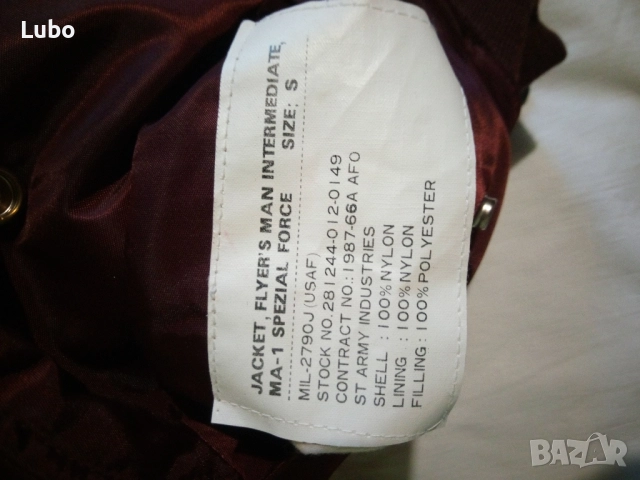 Lubo
JACKET, FLYER'S MAN INTERMEDIATE,
MA-1 SPEZIAL FORCE SIZE: S
MIL-2790J (USAF)
STOCK NO. 281244-012-0149
CONTRACT NO.: 1987-66A AFO
ST ARMY INDUSTRIES
SHELL : 100% NYLON
LINING : 100% NYLON
FILLING : 100% POLYESTER
BAZAR
bg